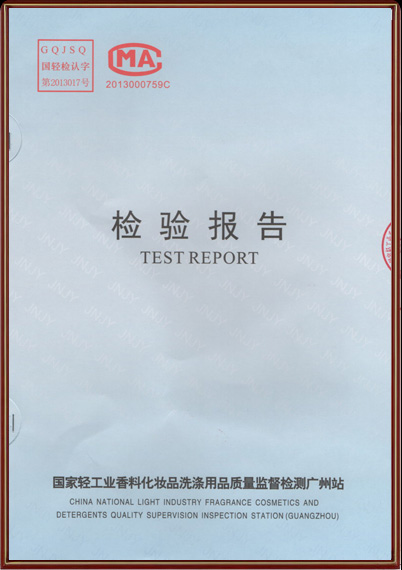 GQJSQ
国轻检认字
第2013017号
CMA
2013000759C
检验报告
TEST REPORT
国家轻工业香料化妆品洗涤用品质量监督检测广州站
CHINA NATIONAL LIGHT INDUSTRY FRAGRANCE COSMETICS AND
DETERGENTS QUALITY SUPERVISION INSPECTION STATION (GUANGZHOU)